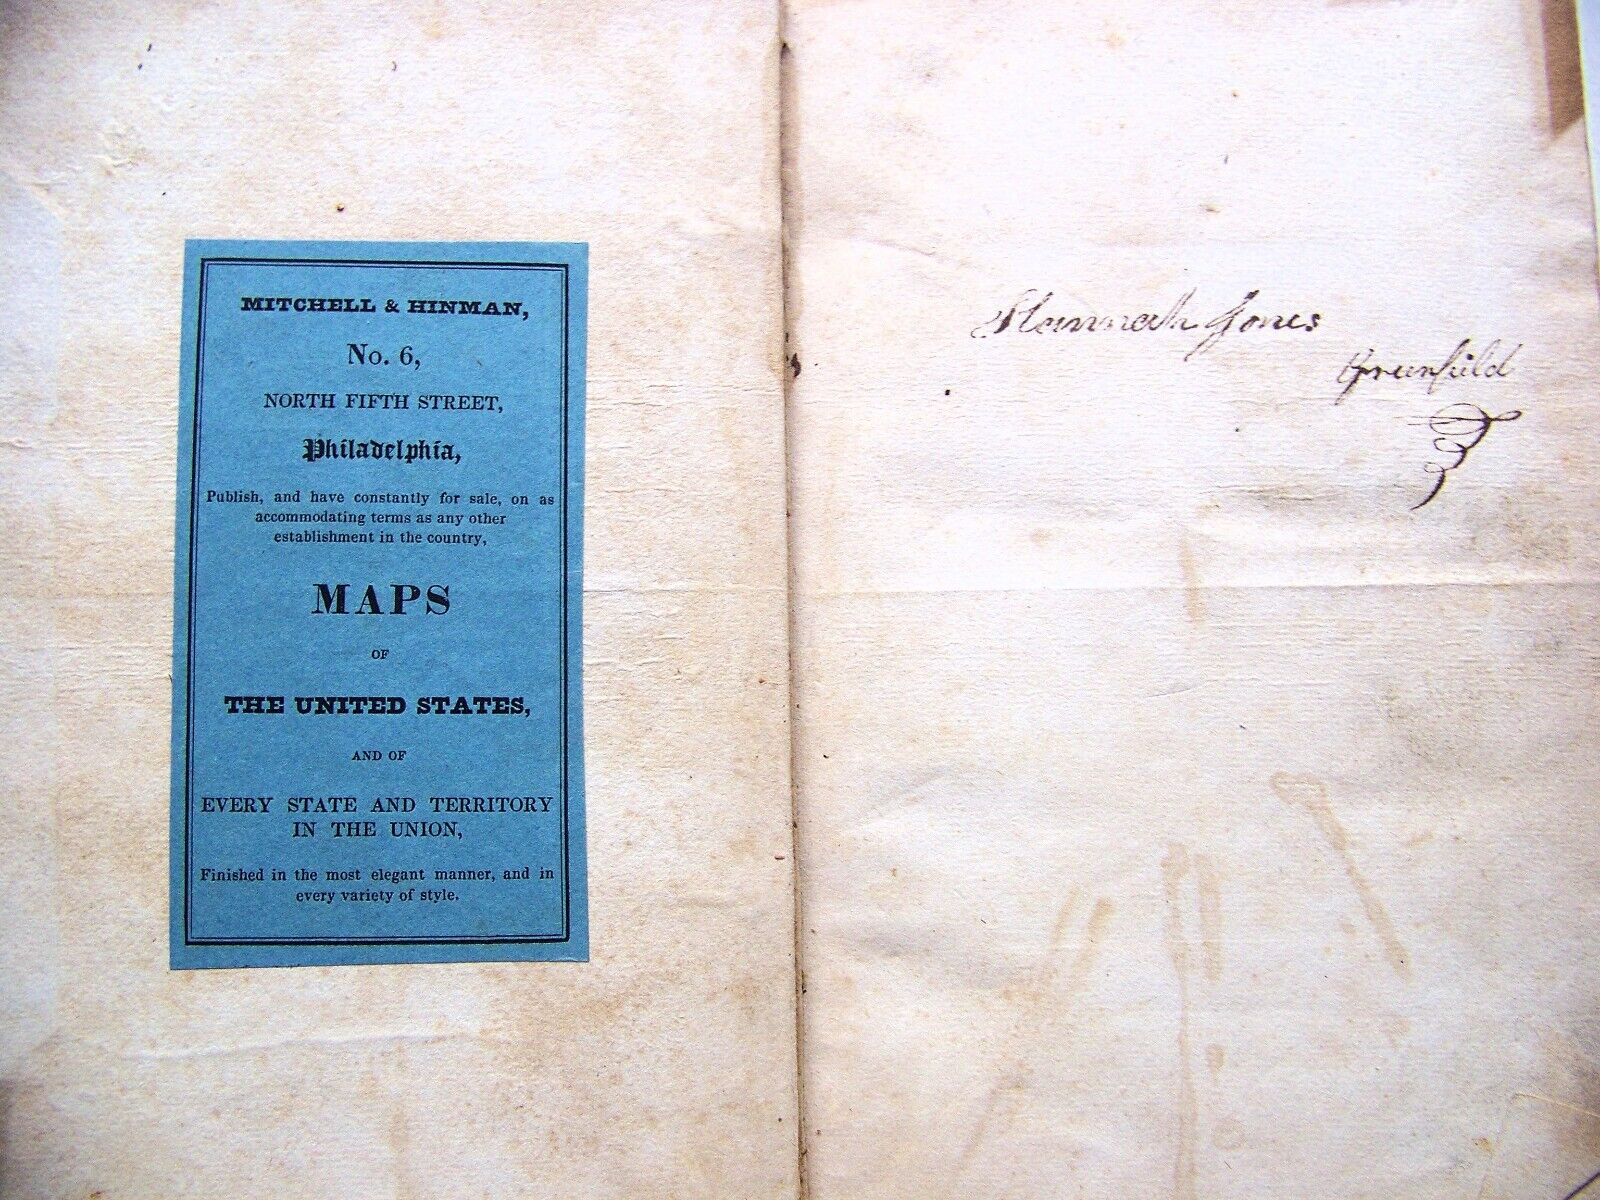 MITCHELL & HINMAN,
No. 6,
NORTH FIFTH STREET,
Philadelphia,
Publish, and have constantly for sale, on as
accommodating terms as any other
establishment in the country,
MAPS
OF
THE UNITED STATES,
AND OF
EVERY STATE AND TERRITORY
IN THE UNION,
Finished in the most elegant manner, and in
every variety of style.
Hannah Jones
Greenfield